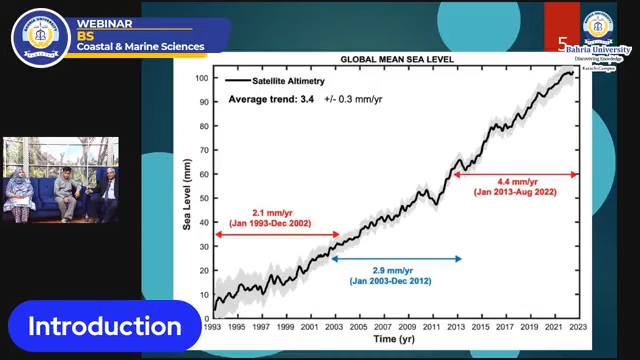 WEBINAR
BS
Coastal & Marine Sciences
5
Bahria University
Discovering Knowledge
Karachi Campus
GLOBAL MEAN SEA LEVEL
Satellite Altimetry
Average trend: 3.4 +/- 0.3 mm/yr
100
90
80
70
60
50
40
30
20
10
0
Sea Level (mm)
4.4 mm/yr
(Jan 2013-Aug 2022)
2.1 mm/yr
(Jan 1993-Dec 2002)
2.9 mm/yr
(Jan 2003-Dec 2012)
1993 1995 1997 1999 2001 2003 2005 2007 2009 2011 2013 2015 2017 2019 2021 2023
Time (yr)
Introduction